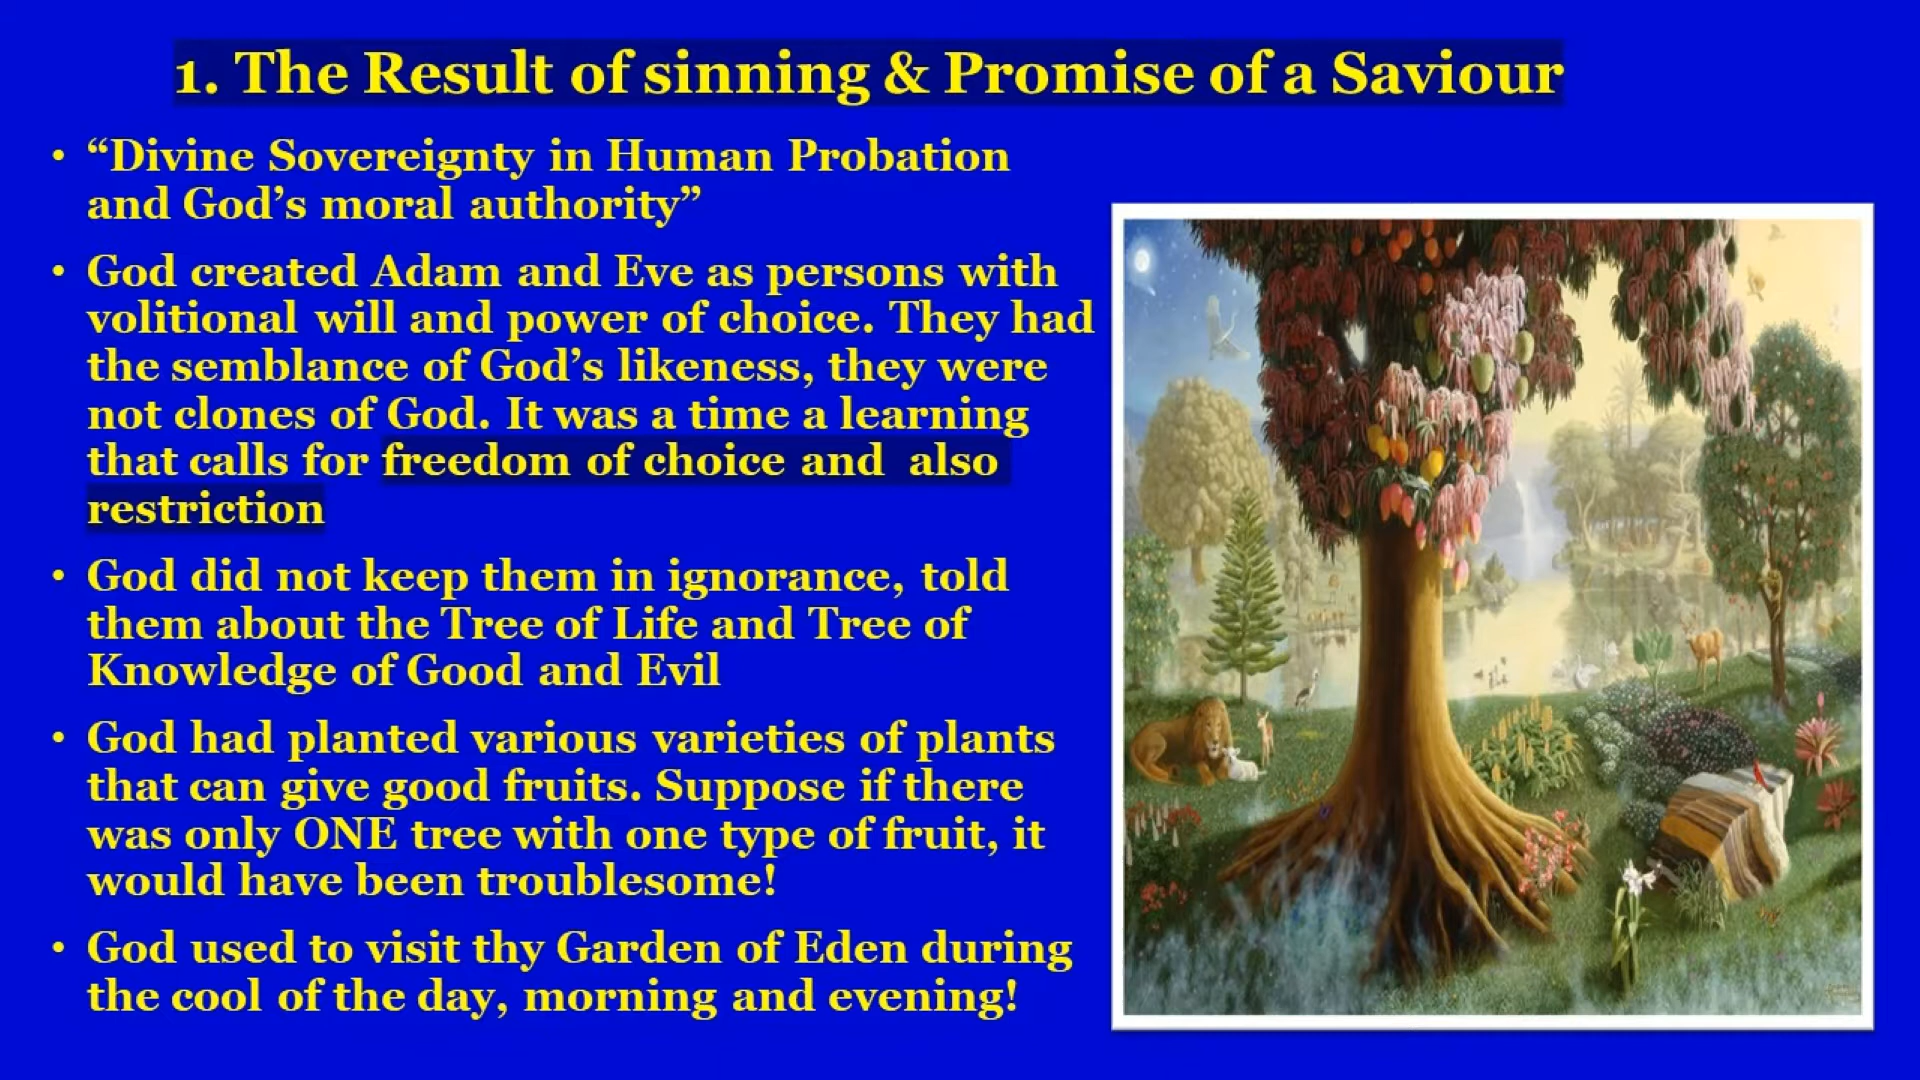 1. The Result of sinning & Promise of a Saviour
• “Divine Sovereignty in Human Probation
and God’s moral authority”
• God created Adam and Eve as persons with
volitional will and power of choice. They had
the semblance of God’s likeness, they were
not clones of God. It was a time a learning
that calls for freedom of choice and  also
restriction
• God did not keep them in ignorance, told
them about the Tree of Life and Tree of
Knowledge of Good and Evil
• God had planted various varieties of plants
that can give good fruits. Suppose if there
was only ONE tree with one type of fruit, it
would have been troublesome!
• God used to visit thy Garden of Eden during
the cool of the day, morning and evening!